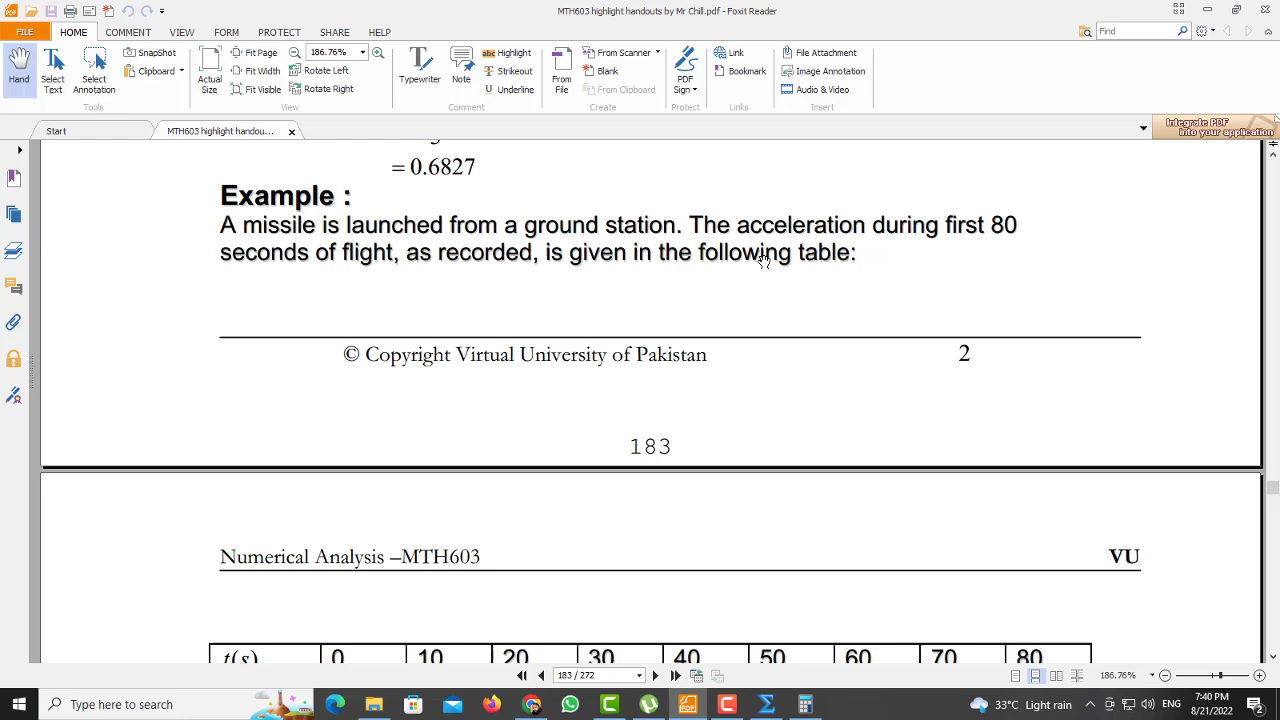 MTH603 highlight handouts by Mr Chill.pdf - Foxit Reader
FILE HOME COMMENT VIEW FORM PROTECT SHARE HELP
Find
Hand
Select Text
Select Annotation
SnapShot
Clipboard
Tools
Actual Size
Fit Page
Fit Width
Fit Visible
186.76%
Rotate Left
Rotate Right
View
Typewriter
Note
Highlight
Strikeout
Underline
Comment
From File
From Scanner
Blank
From Clipboard
Create
PDF Sign
Protect
Link
Bookmark
Links
File Attachment
Image Annotation
Audio & Video
Insert
Start
MTH603 highlight handou...
Integrate PDF
into your application
= 0.6827
Example :
A missile is launched from a ground station. The acceleration during first 80
seconds of flight, as recorded, is given in the following table:
© Copyright Virtual University of Pakistan 2
183
Numerical Analysis –MTH603 VU
t(s) 0 10 20 30 40 50 60 70 80
183 / 272
186.76%
Type here to search
33°C Light rain
ENG
7:40 PM
8/21/2022
2